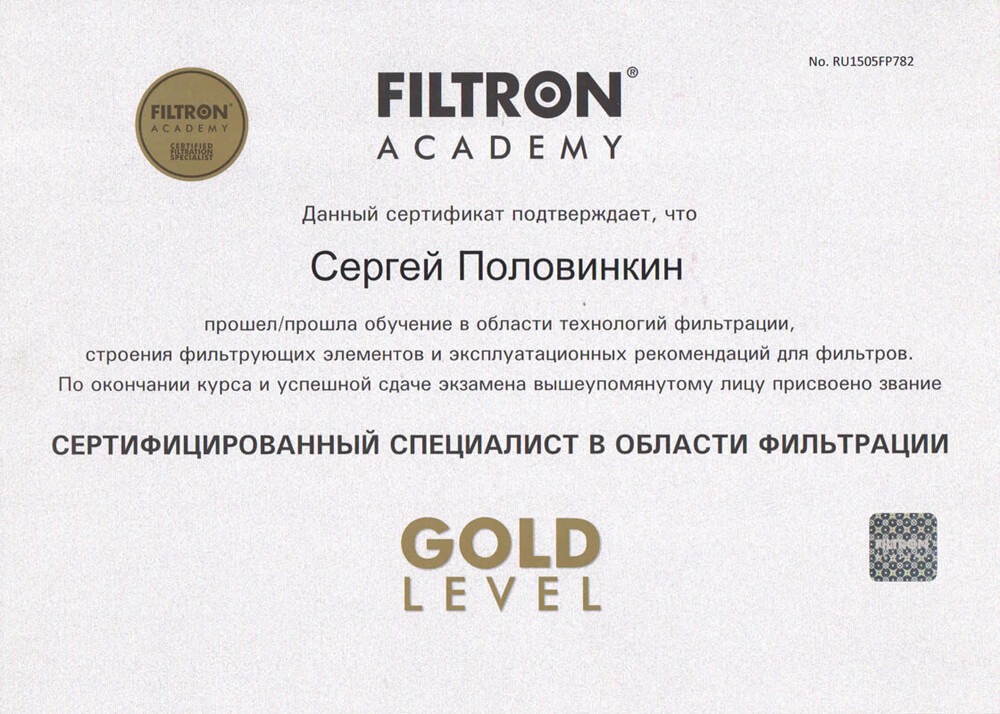 No. RU1505FP782
FILTRON®
ACADEMY
FILTRON®
ACADEMY
CERTIFIED
FILTRATION
SPECIALIST
Данный сертификат подтверждает, что
Сергей Половинкин
прошел/прошла обучение в области технологий фильтрации,
строения фильтрующих элементов и эксплуатационных рекомендаций для фильтров.
По окончании курса и успешной сдаче экзамена вышеупомянутому лицу присвоено звание
СЕРТИФИЦИРОВАННЫЙ СПЕЦИАЛИСТ В ОБЛАСТИ ФИЛЬТРАЦИИ
GOLD
LEVEL
FILTRON